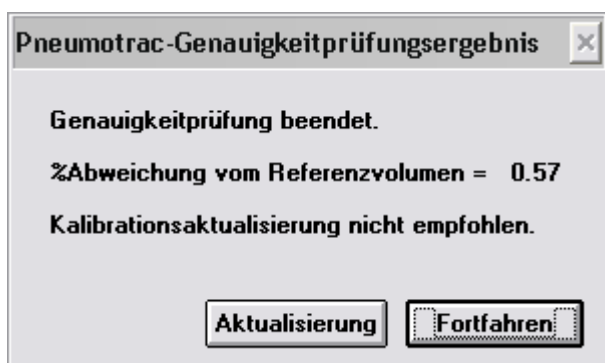 Pneumotrac-Genauigkeitprüfungsergebnis
Genauigkeitprüfung beendet.
%Abweichung vom Referenzvolumen = 0.57
Kalibrationsaktualisierung nicht empfohlen.
Aktualisierung
Fortfahren